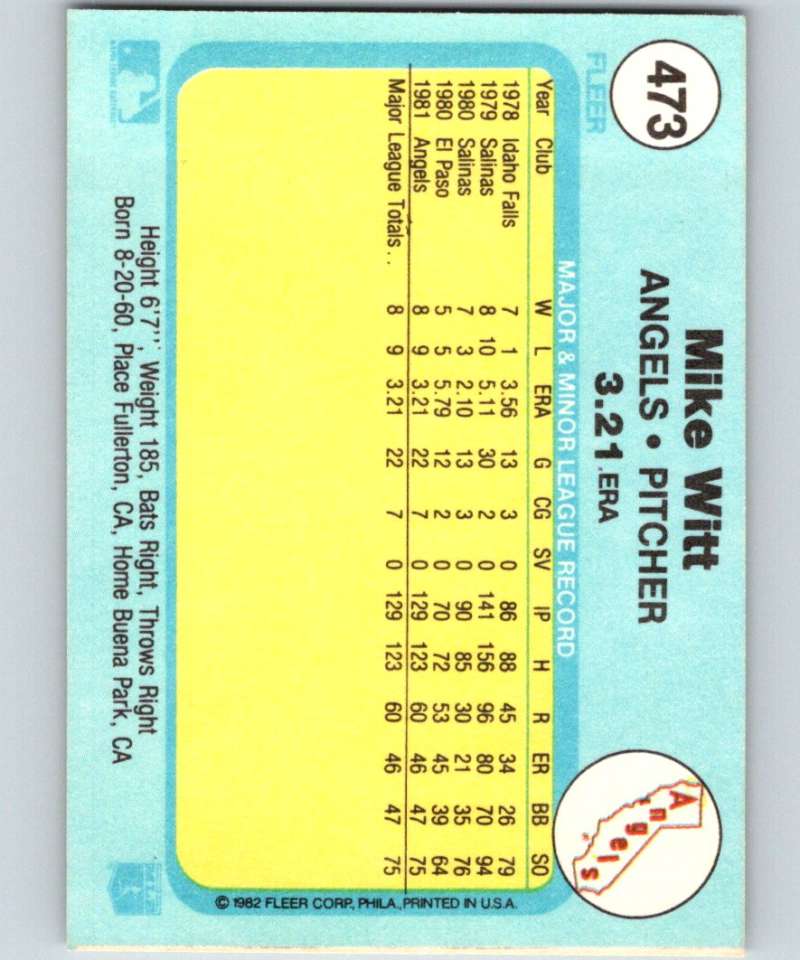 473
FLEER
Mike Witt
ANGELS • PITCHER
3.21 ERA
Angels
MAJOR & MINOR LEAGUE RECORD
Year Club W L ERA G CG SV IP H R ER BB SO
1978 Idaho Falls 7 1 3.56 13 3 0 86 88 45 34 26 79
1979 Salinas 8 10 5.11 30 2 0 141 156 96 80 70 94
1980 Salinas 7 3 2.10 13 3 0 90 85 30 21 35 76
1980 El Paso 5 5 5.79 12 2 0 70 72 53 45 39 64
1981 Angels 8 9 3.21 22 7 0 129 123 60 46 47 75
Major League Totals . . 8 9 3.21 22 7 0 129 123 60 46 47 75
© 1982 FLEER CORP., PHILA., PRINTED IN U.S.A.
Height 6'7'', Weight 185, Bats Right, Throws Right
Born 8-20-60, Place Fullerton, CA, Home Buena Park, CA